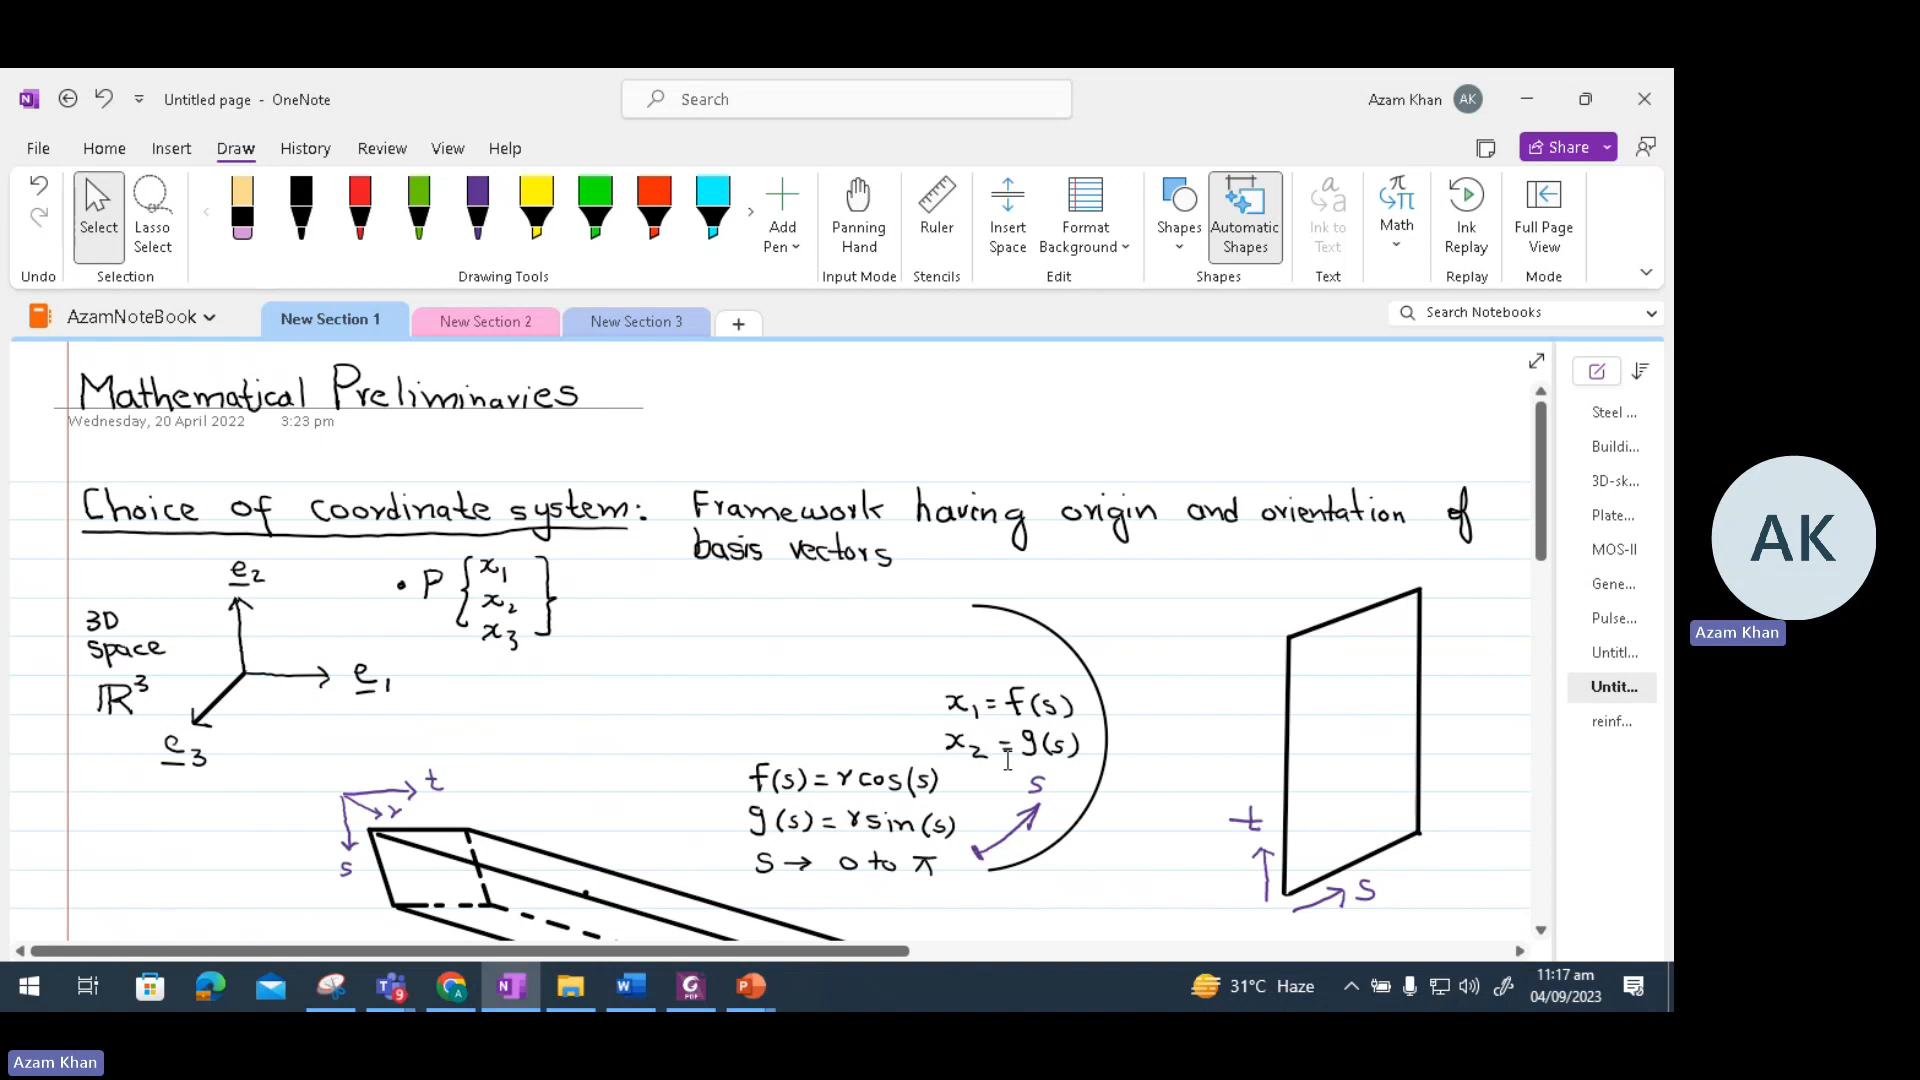 Untitled page - OneNote
Search
Azam Khan
AK
File
Home
Insert
Draw
History
Review
View
Help
Share
Select
Lasso
Select
Add
Pen
Panning
Hand
Ruler
Insert
Space
Format
Background
Shapes
Automatic
Shapes
Ink to
Text
Math
Ink
Replay
Full Page
View
Undo
Selection
Drawing Tools
Input Mode
Stencils
Edit
Shapes
Text
Replay
Mode
AzamNoteBook
New Section 1
New Section 2
New Section 3
Search Notebooks
Mathematical Preliminaries
Wednesday, 20 April 2022 3:23 pm
Choice of coordinate system: Framework having origin and orientation of
basis vectors
e2
• P { x1
x2
x3 }
3D
space
ℝ³
e1
e3
x1 = f(s)
x2 = g(s)
f(s) = r cos(s)
g(s) = r sin(s)
s → 0 to π
s
t
r
s
t
s
Steel ...
Buildi...
3D-sk...
Plate...
MOS-II
Gene...
Pulse...
Untitl...
Untit...
reinf...
AK
Azam Khan
31°C Haze
11:17 am
04/09/2023
Azam Khan